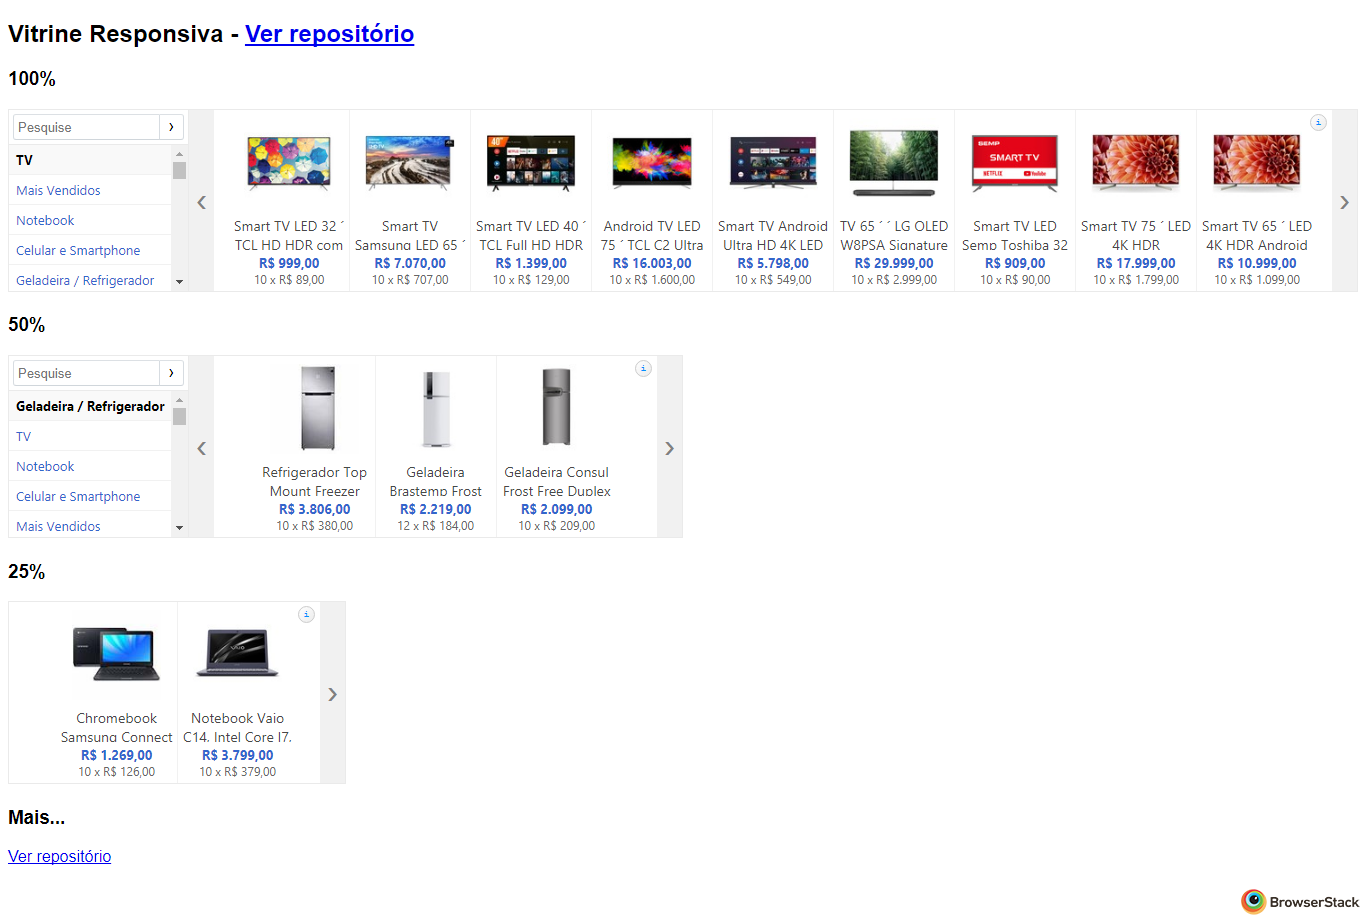 Vitrine Responsiva - Ver repositório
100%
Pesquise ›
TV
Mais Vendidos
Notebook
Celular e Smartphone
Geladeira / Refrigerador
‹
Smart TV LED 32 ´
TCL HD HDR com
R$ 999,00
10 x R$ 89,00
Smart TV
Samsung LED 65 ´
R$ 7.070,00
10 x R$ 707,00
40"
Smart TV LED 40 ´
TCL Full HD HDR
R$ 1.399,00
10 x R$ 129,00
Android TV LED
75 ´ TCL C2 Ultra
R$ 16.003,00
10 x R$ 1.600,00
Smart TV Android
Ultra HD 4K LED
R$ 5.798,00
10 x R$ 549,00
TV 65 ´ ´ LG OLED
W8PSA Signature
R$ 29.999,00
10 x R$ 2.999,00
SEMP
SMART TV
NETFLIX YouTube
Smart TV LED
Semp Toshiba 32
R$ 909,00
10 x R$ 90,00
Smart TV 75 ´ LED
4K HDR
R$ 17.999,00
10 x R$ 1.799,00
i
Smart TV 65 ´ LED
4K HDR Android
R$ 10.999,00
10 x R$ 1.099,00
›
50%
Pesquise ›
Geladeira / Refrigerador
TV
Notebook
Celular e Smartphone
Mais Vendidos
‹
Refrigerador Top
Mount Freezer
R$ 3.806,00
10 x R$ 380,00
Geladeira
Brastemp Frost
R$ 2.219,00
12 x R$ 184,00
i
Geladeira Consul
Frost Free Duplex
R$ 2.099,00
10 x R$ 209,00
›
25%
Chromebook
Samsung Connect
R$ 1.269,00
10 x R$ 126,00
i
VAIO
Notebook Vaio
C14, Intel Core I7,
R$ 3.799,00
10 x R$ 379,00
›
Mais...
Ver repositório
BrowserStack